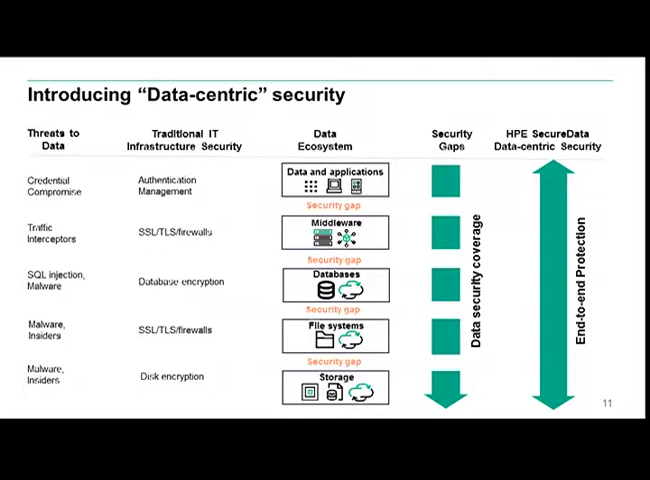 Introducing “Data-centric” security
Threats to
Data
Traditional IT
Infrastructure Security
Data
Ecosystem
Security
Gaps
HPE SecureData
Data-centric Security
Credential
Compromise
Authentication
Management
Data and applications
Security gap
Traffic
Interceptors
SSL/TLS/firewalls
Middleware
Security gap
SQL injection,
Malware
Database encryption
Databases
Security gap
Malware,
Insiders
SSL/TLS/firewalls
File systems
Security gap
Malware,
Insiders
Disk encryption
Storage
Data security coverage
End-to-end Protection
11